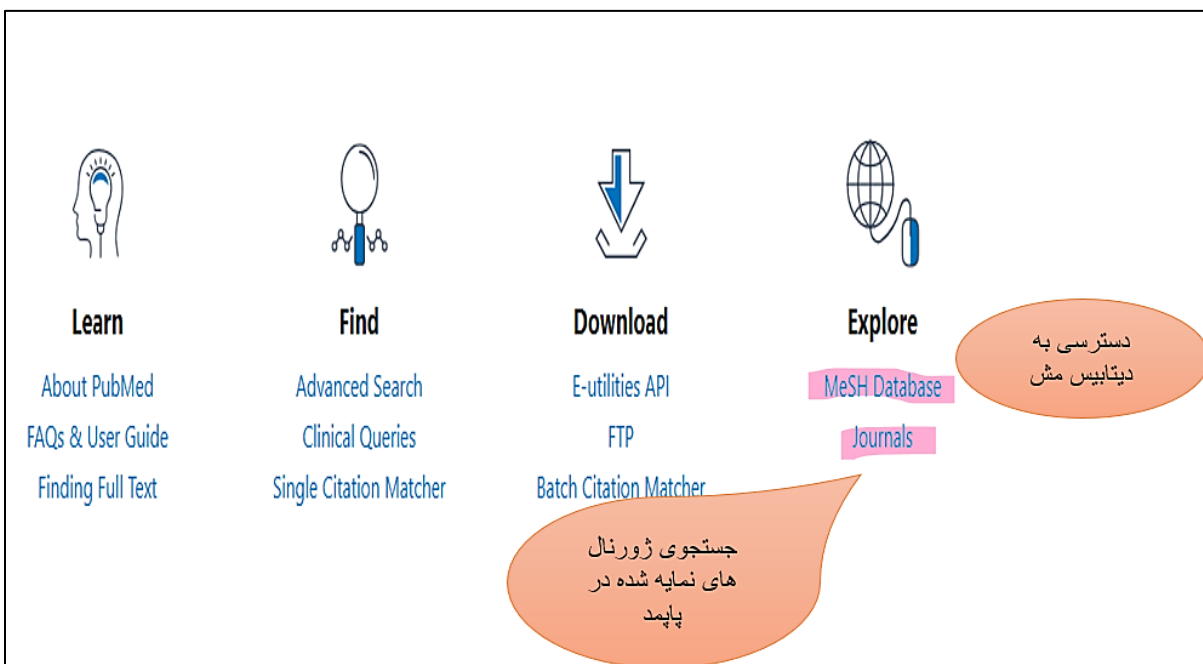 Learn
About PubMed
FAQs & User Guide
Finding Full Text
Find
Advanced Search
Clinical Queries
Single Citation Matcher
Download
E-utilities API
FTP
Batch Citation Matcher
Explore
MeSH Database
Journals
دسترسی به
دیتابیس مش
جستجوی ژورنال
های نمایه شده در
پاپمد